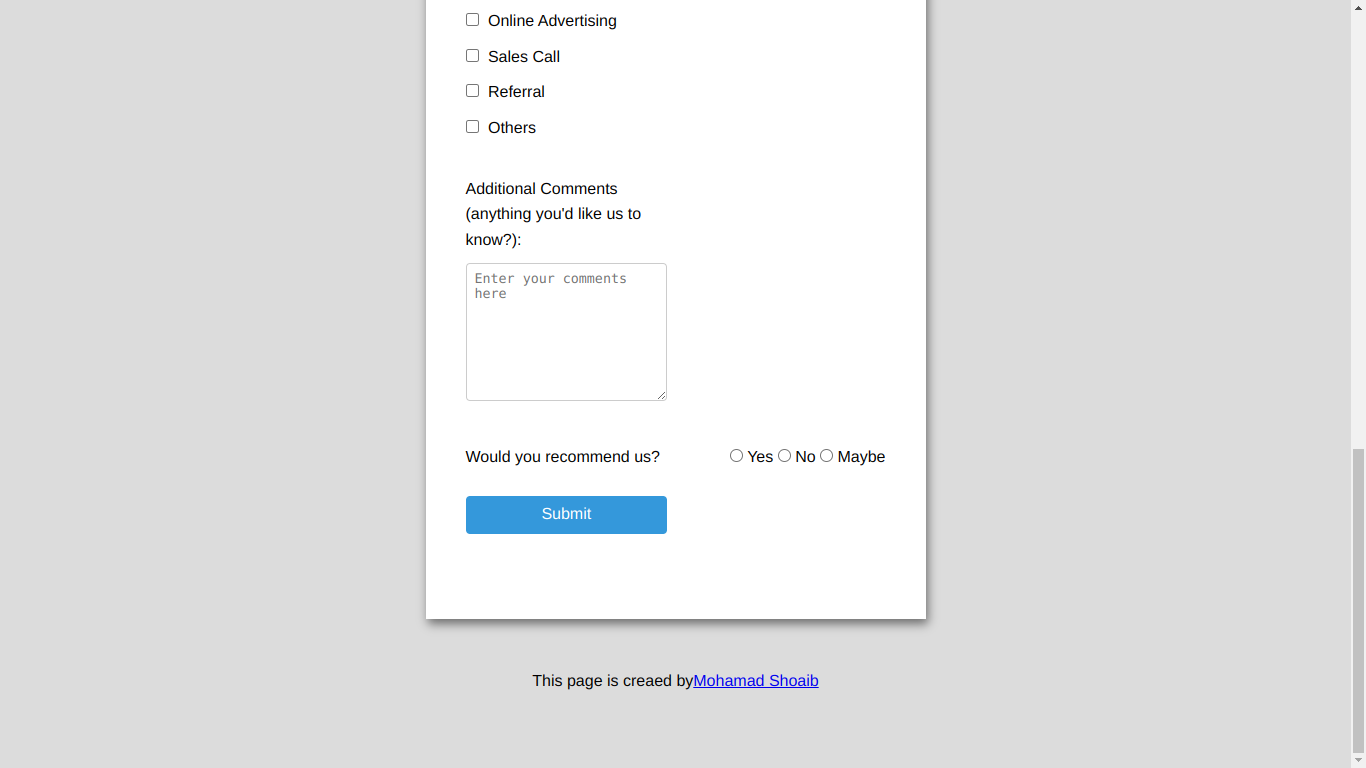 Online Advertising
Sales Call
Referral
Others
Additional Comments
(anything you'd like us to
know?):
Enter your comments
here
Would you recommend us?
Yes No Maybe
Submit
This page is creaed byMohamad Shoaib